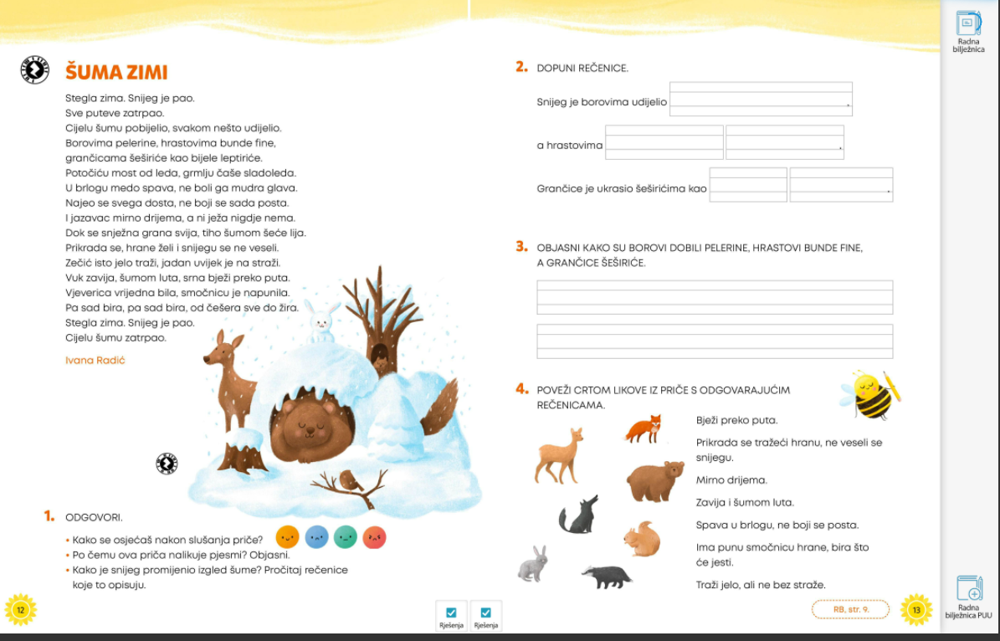 ŠUMA ZIMI
Stegla zima. Snijeg je pao.
Sve puteve zatrpao.
Cijelu šumu pobijelio, svakom nešto udijelio.
Borovima pelerine, hrastovima bunde fine,
grančicama šeširiće kao bijele leptiriće.
Potočiću most od leda, grmlju čaše sladoleda.
U brlogu medo spava, ne boli ga mudra glava.
Najeo se svega dosta, ne boji se sada posta.
I jazavac mirno drijema, a ni ježa nigdje nema.
Dok se snježna grana svija, tiho šumom šeće lija.
Prikrada se, hrane želi i snijegu se ne veseli.
Zečić isto jelo traži, jadan uvijek je na straži.
Vuk zavija, šumom luta, srna bježi preko puta.
Vjeverica vrijedna bila, smočnicu je napunila.
Pa sad bira, pa sad bira, od češera sve do žira.
Stegla zima. Snijeg je pao.
Cijelu šumu zatrpao.
Ivana Radić
1. ODGOVORI.
• Kako se osjećaš nakon slušanja priče?
• Po čemu ova priča nalikuje pjesmi? Objasni.
• Kako je snijeg promijenio izgled šume? Pročitaj rečenice
koje to opisuju.
12
2. DOPUNI REČENICE.
Snijeg je borovima udijelio .
a hrastovima .
Grančice je ukrasio šeširićima kao .
3. OBJASNI KAKO SU BOROVI DOBILI PELERINE, HRASTOVI BUNDE FINE,
A GRANČICE ŠEŠIRIĆE.
4. POVEŽI CRTOM LIKOVE IZ PRIČE S ODGOVARAJUĆIM
REČENICAMA.
Bježi preko puta.
Prikrada se tražeći hranu, ne veseli se
snijegu.
Mirno drijema.
Zavija i šumom luta.
Spava u brlogu, ne boji se posta.
Ima punu smočnicu hrane, bira što
će jesti.
Traži jelo, ali ne bez straže.
RB, str. 9.
13
Rješenja
Rješenja
Radna
bilježnica
Radna
bilježnica PUU